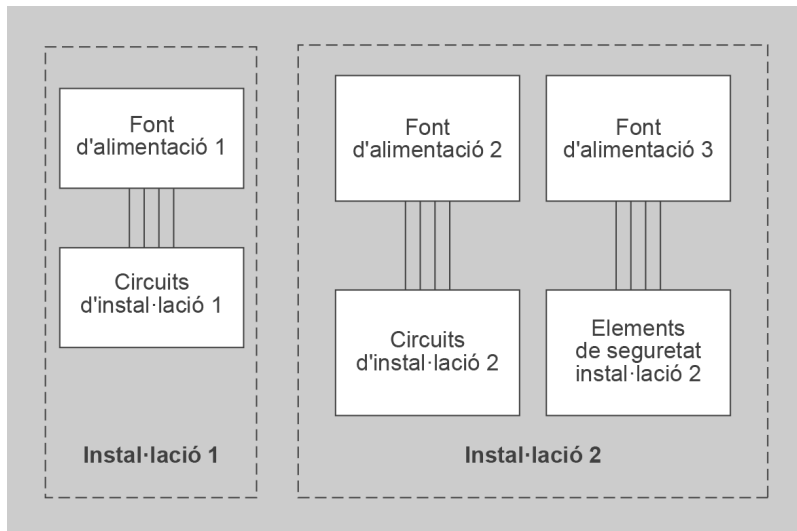 Font
d'alimentació 1
Circuits
d'instal·lació 1
Instal·lació 1
Font
d'alimentació 2
Font
d'alimentació 3
Circuits
d'instal·lació 2
Elements
de seguretat
instal·lació 2
Instal·lació 2